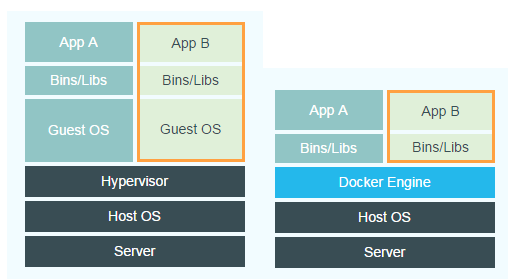 App A
App B
Bins/Libs
Bins/Libs
Guest OS
Guest OS
Hypervisor
Host OS
Server
App A
App B
Bins/Libs
Bins/Libs
Docker Engine
Host OS
Server